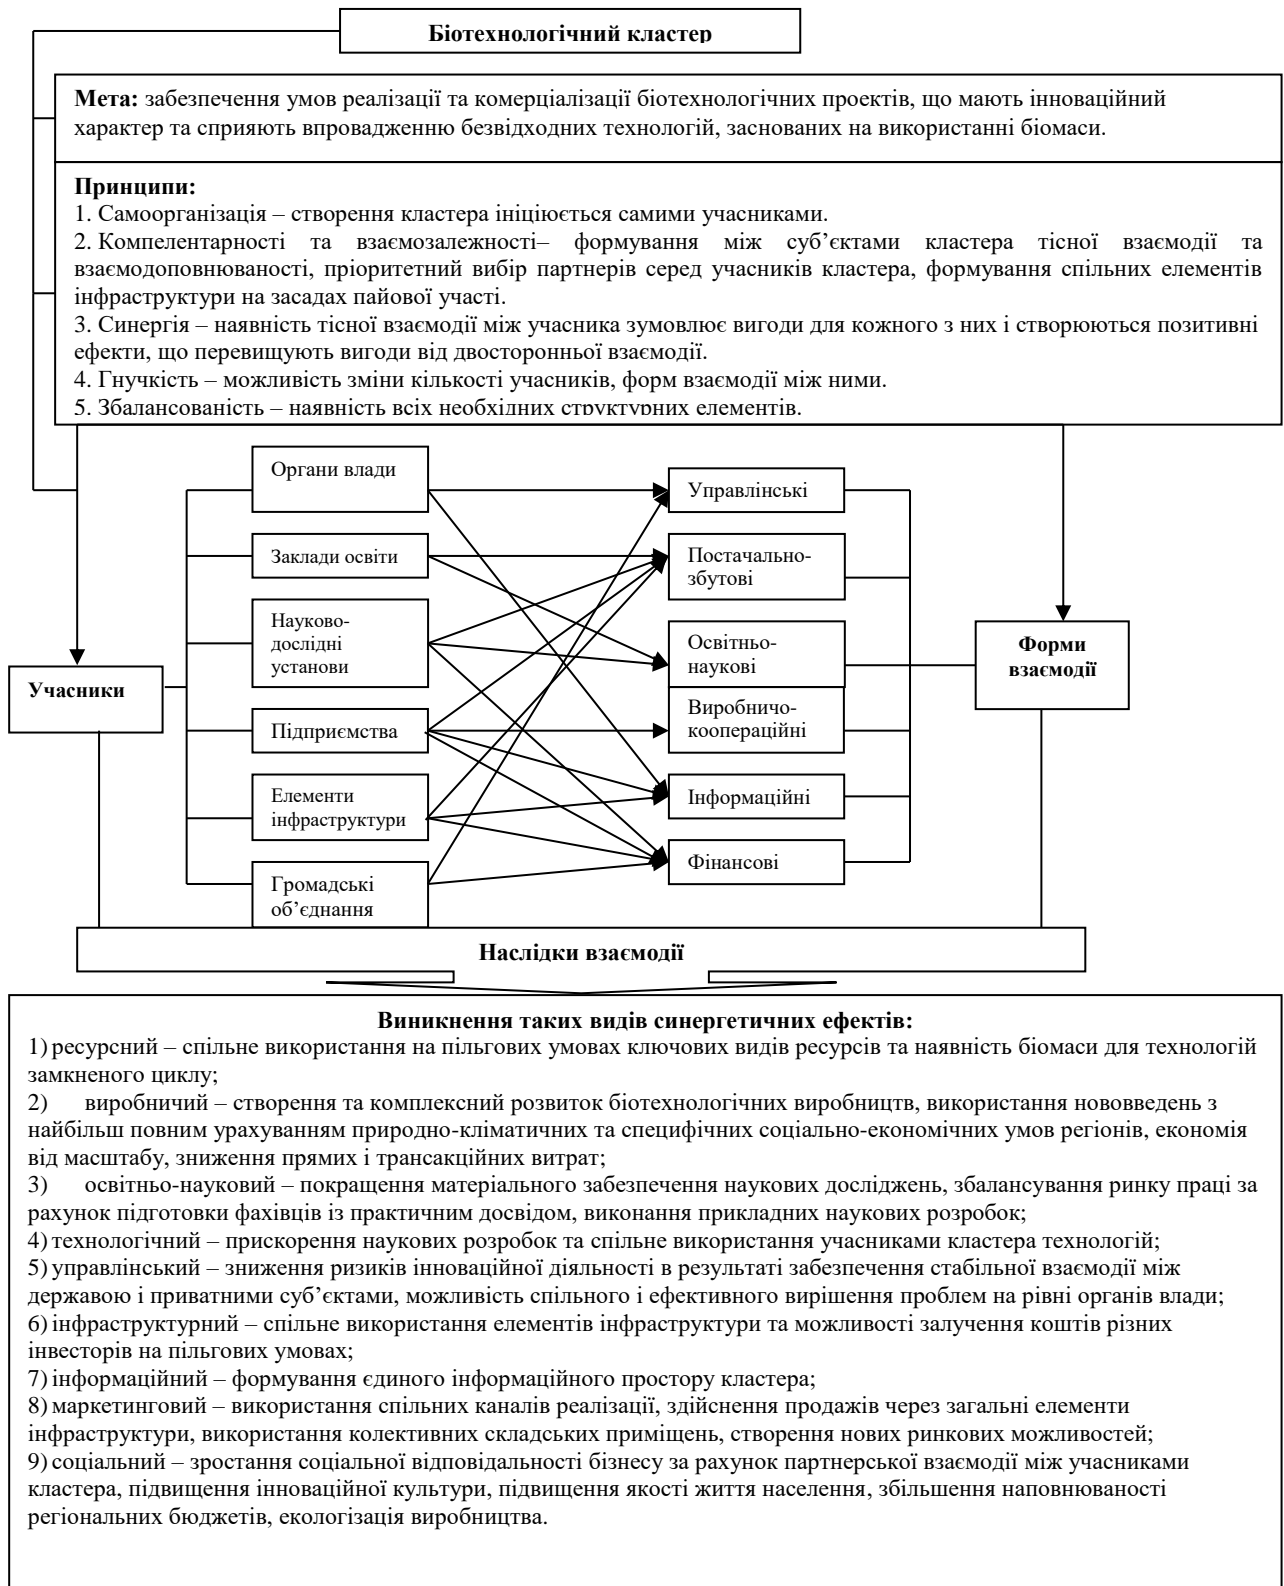 Біотехнологічний кластер
Мета: забезпечення умов реалізації та комерціалізації біотехнологічних проектів, що мають інноваційний
характер та сприяють впровадженню безвідходних технологій, заснованих на використанні біомаси.
Принципи:
1. Самоорганізація – створення кластера ініціюється самими учасниками.
2. Компелентарності та взаємозалежності– формування між суб’єктами кластера тісної взаємодії та
взаємодоповнюваності, пріоритетний вибір партнерів серед учасників кластера, формування спільних елементів
інфраструктури на засадах пайової участі.
3. Синергія – наявність тісної взаємодії між учасника зумовлює вигоди для кожного з них і створюються позитивні
ефекти, що перевищують вигоди від двосторонньої взаємодії.
4. Гнучкість – можливість зміни кількості учасників, форм взаємодії між ними.
5. Збалансованість – наявність всіх необхідних структурних елементів.
Учасники
Органи влади
Заклади освіти
Науково-
дослідні
установи
Підприємства
Елементи
інфраструктури
Громадські
об’єднання
Управлінські
Постачально-
збутові
Освітньо-
наукові
Виробничо-
коопераційні
Інформаційні
Фінансові
Форми
взаємодії
Наслідки взаємодії
Виникнення таких видів синергетичних ефектів:
1) ресурсний – спільне використання на пільгових умовах ключових видів ресурсів та наявність біомаси для технологій
замкненого циклу;
2) виробничий – створення та комплексний розвиток біотехнологічних виробництв, використання нововведень з
найбільш повним урахуванням природно-кліматичних та специфічних соціально-економічних умов регіонів, економія
від масштабу, зниження прямих і трансакційних витрат;
3) освітньо-науковий – покращення матеріального забезпечення наукових досліджень, збалансування ринку праці за
рахунок підготовки фахівців із практичним досвідом, виконання прикладних наукових розробок;
4) технологічний – прискорення наукових розробок та спільне використання учасниками кластера технологій;
5) управлінський – зниження ризиків інноваційної діяльності в результаті забезпечення стабільної взаємодії між
державою і приватними суб’єктами, можливість спільного і ефективного вирішення проблем на рівні органів влади;
6) інфраструктурний – спільне використання елементів інфраструктури та можливості залучення коштів різних
інвесторів на пільгових умовах;
7) інформаційний – формування єдиного інформаційного простору кластера;
8) маркетинговий – використання спільних каналів реалізації, здійснення продажів через загальні елементи
інфраструктури, використання колективних складських приміщень, створення нових ринкових можливостей;
9) соціальний – зростання соціальної відповідальності бізнесу за рахунок партнерської взаємодії між учасниками
кластера, підвищення інноваційної культури, підвищення якості життя населення, збільшення наповнюваності
регіональних бюджетів, екологізація виробництва.